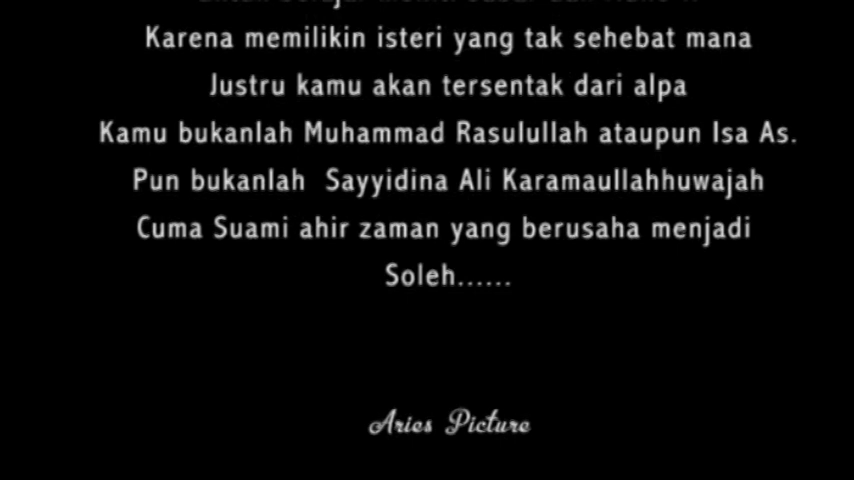 Karena memilikin isteri yang tak sehebat mana
Justru kamu akan tersentak dari alpa
Kamu bukanlah Muhammad Rasulullah ataupun Isa As.
Pun bukanlah Sayyidina Ali Karamaullahhuwajah
Cuma Suami ahir zaman yang berusaha menjadi
Soleh......
Aries Picture